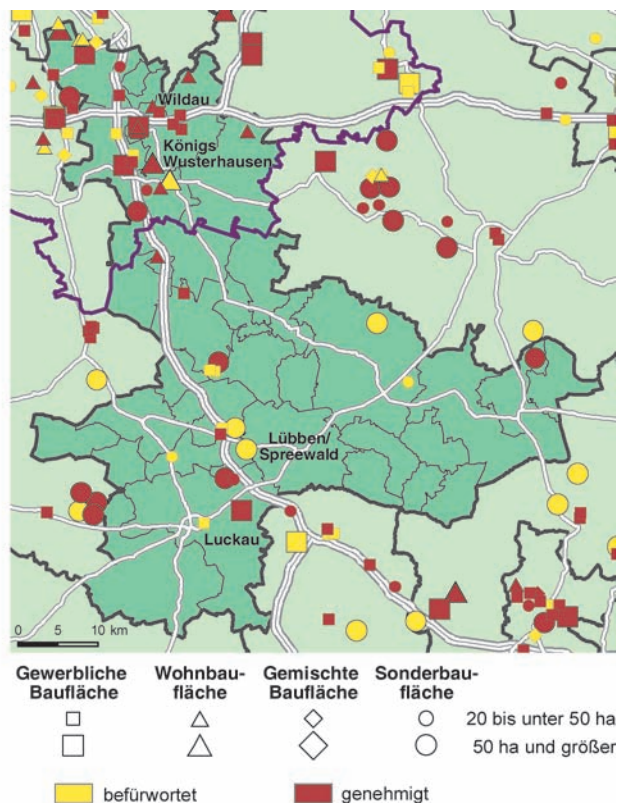 Wildau
Königs
Wusterhausen
Lübben/
Spreewald
Luckau
0 5 10 km
Gewerbliche Baufläche
Wohnbau-
fläche
Gemischte Baufläche
Sonderbau-
fläche
20 bis unter 50 ha
50 ha und größer
befürwortet
genehmigt